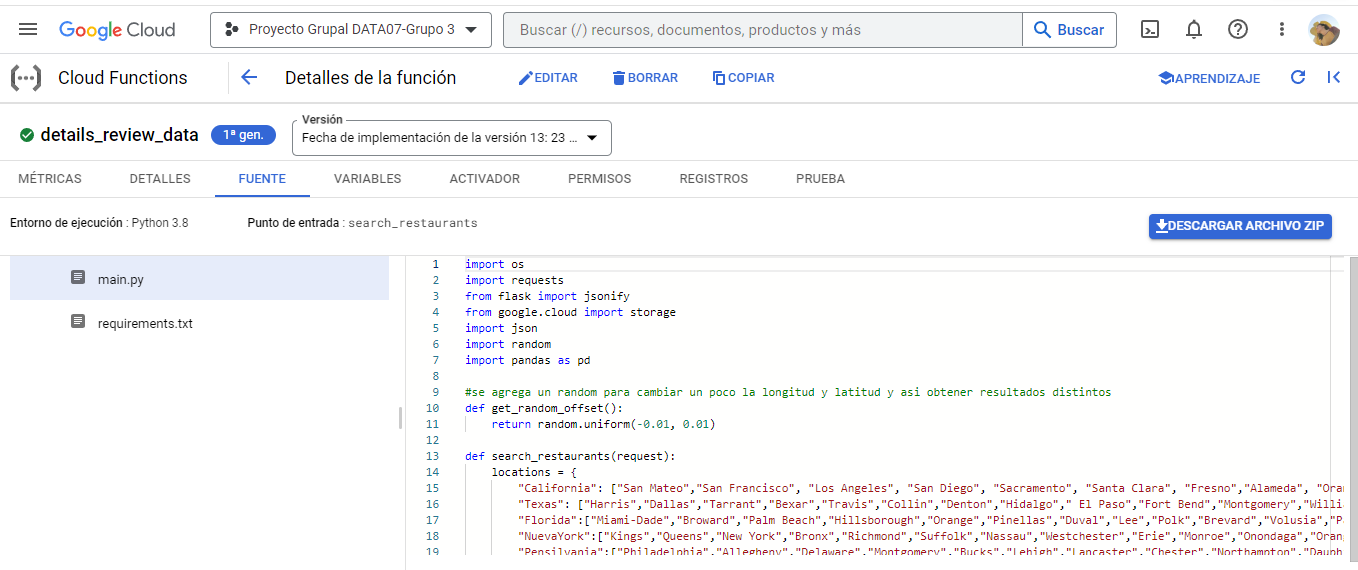 Google Cloud
Proyecto Grupal DATA07-Grupo 3
Buscar (/) recursos, documentos, productos y más
Buscar
Cloud Functions
Detalles de la función
EDITAR
BORRAR
COPIAR
APRENDIZAJE
details_review_data
1ª gen.
Versión
Fecha de implementación de la versión 13: 23 ...
MÉTRICAS
DETALLES
FUENTE
VARIABLES
ACTIVADOR
PERMISOS
REGISTROS
PRUEBA
Entorno de ejecución : Python 3.8
Punto de entrada : search_restaurants
DESCARGAR ARCHIVO ZIP
main.py
requirements.txt
1 import os
2 import requests
3 from flask import jsonify
4 from google.cloud import storage
5 import json
6 import random
7 import pandas as pd
8
9 #se agrega un random para cambiar un poco la longitud y latitud y asi obtener resultados distintos
10 def get_random_offset():
11 return random.uniform(-0.01, 0.01)
12
13 def search_restaurants(request):
14 locations = {
15 "California": ["San Mateo","San Francisco", "Los Angeles", "San Diego", "Sacramento", "Santa Clara", "Fresno","Alameda", "Oran
16 "Texas": ["Harris","Dallas","Tarrant","Bexar","Travis","Collin","Denton","Hidalgo"," El Paso","Fort Bend","Montgomery","Willi
17 "Florida":["Miami-Dade","Broward","Palm Beach","Hillsborough","Orange","Pinellas","Duval","Lee","Polk","Brevard","Volusia","P
18 "NuevaYork":["Kings","Queens","New York","Bronx","Richmond","Suffolk","Nassau","Westchester","Erie","Monroe","Onondaga","Oran
19 "Pensilvania":["Philadelphia","Allegheny","Delaware","Montgomery","Bucks","Lehigh","Lancaster","Chester","Northampton","Dauph